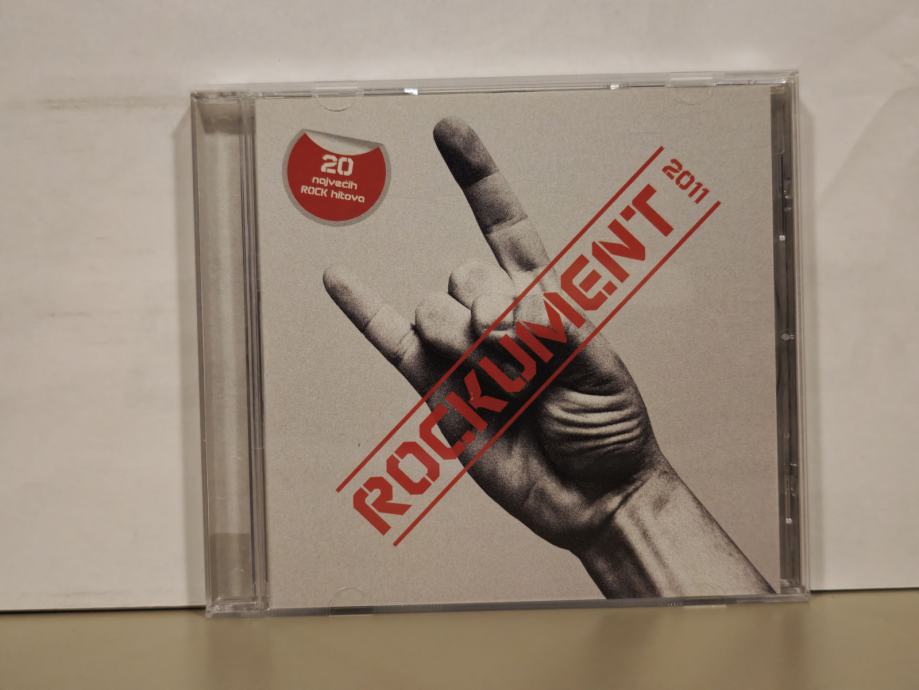 20
najvećih
ROCK hitova
ROCKUMENT 2011